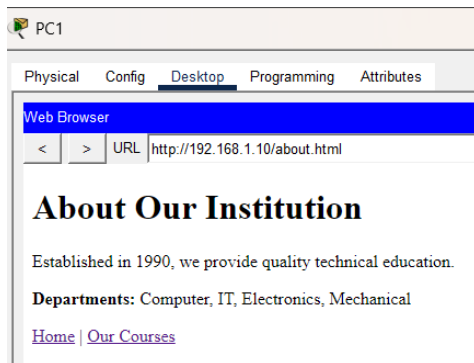 PC1
Physical Config Desktop Programming Attributes
Web Browser
< > URL http://192.168.1.10/about.html
About Our Institution
Established in 1990, we provide quality technical education.
Departments: Computer, IT, Electronics, Mechanical
Home | Our Courses